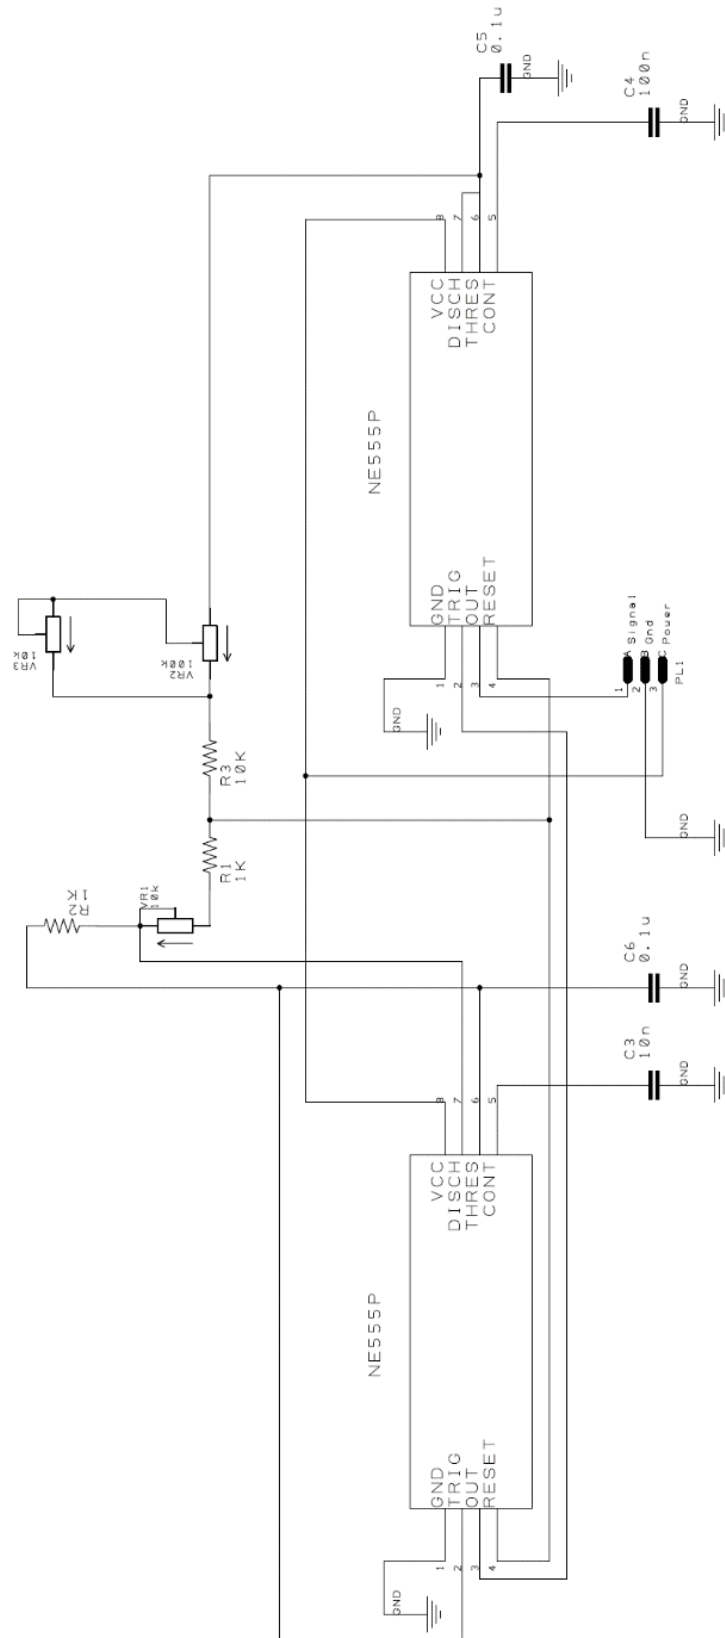 C5
0.1u
GND
C4
100n
GND
8
7
6
5
VCC
DISCH
THRES
CONT
NE555P
GND
TRIG
OUT
RESET
1
2
3
4
GND
VR3
10k
VR2
100k
A Signal
B Gnd
C Power
1
2
3
PL1
R3
10K
GND
R1
1K
R2
1K
VR1
10k
C6
0.1u
GND
C3
10n
GND
8
7
6
5
VCC
DISCH
THRES
CONT
NE555P
GND
TRIG
OUT
RESET
1
2
3
4
GND